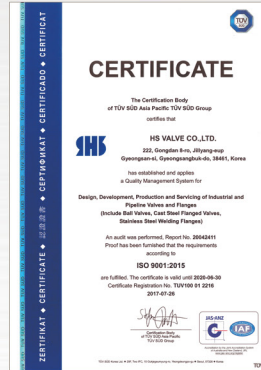 TÜV
CERTIFICATE
The Certification Body
of TÜV SÜD Asia Pacific TÜV SÜD Group
certifies that
SHS
HS VALVE CO.,LTD.
222, Gongdan 8-ro, Jillyang-eup
Gyeongsan-si, Gyeongsangbuk-do, 38461, Korea
has established and applies
a Quality Management System for
Design, Development, Production and Servicing of Industrial and
Pipeline Valves and Flanges
(Include Ball Valves, Cast Steel Flanged Valves,
Stainless Steel Welding Flanges)
An audit was performed, Report No. 20042411
Proof has been furnished that the requirements
according to
ISO 9001:2015
are fulfilled. The certificate is valid until 2020-06-30
Certificate Registration No. TUV100 01 2216
2017-07-26
Certification Body
of TÜV SÜD Asia Pacific
TÜV SÜD Group
JAS-ANZ
IAF
ZERTIFIKAT ◆ CERTIFICATE ◆ 認證證書 ◆ СЕРТИФИКАТ ◆ CERTIFICADO ◆ CERTIFICAT